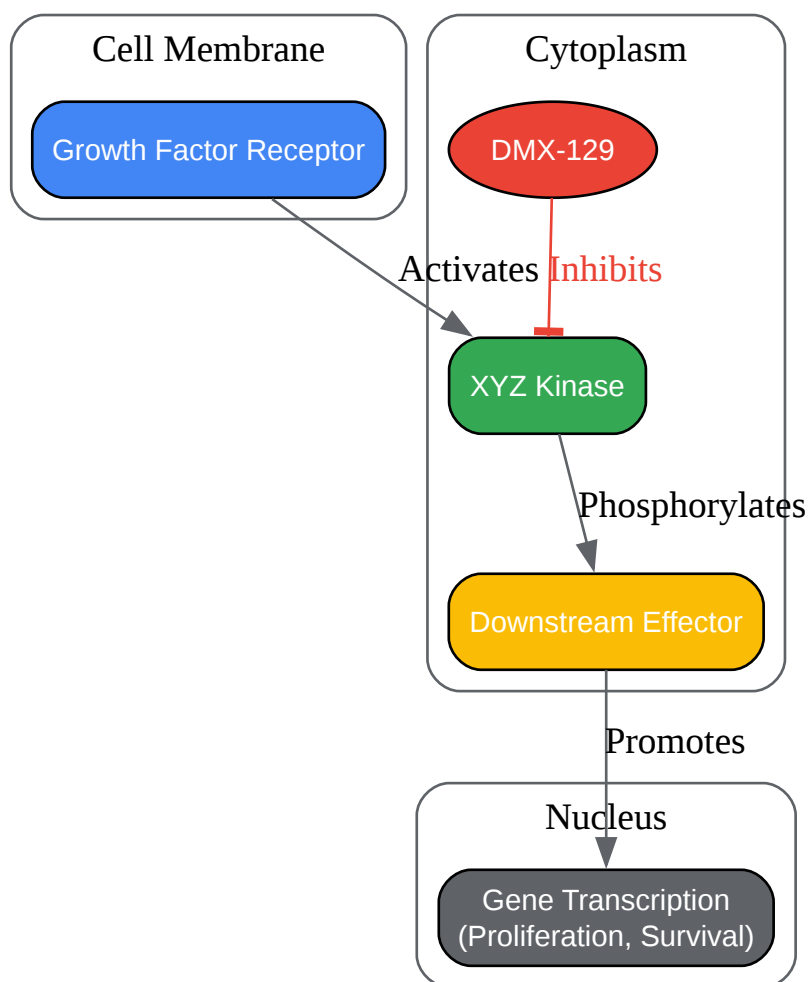 Cell Membrane
Growth Factor Receptor
Cytoplasm
DMX-129
Activates
Inhibits
XYZ Kinase
Phosphorylates
Downstream Effector
Promotes
Nucleus
Gene Transcription
(Proliferation, Survival)